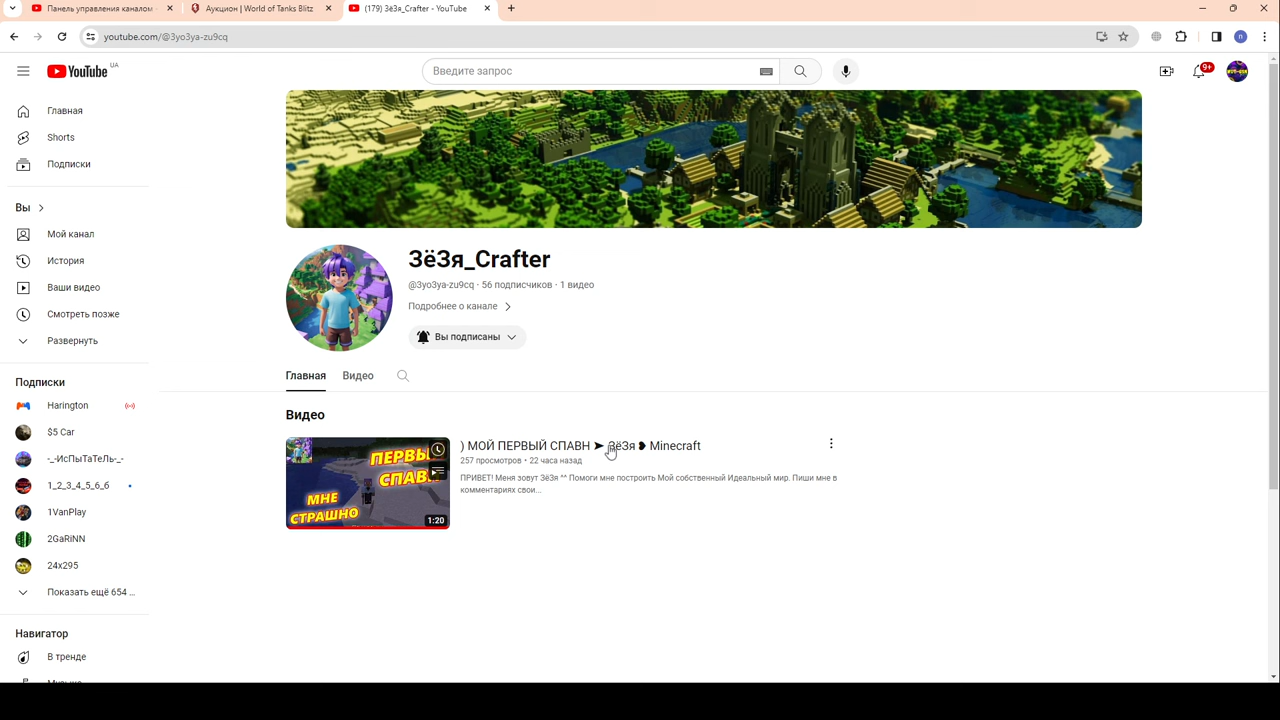 Панель управления каналом
Аукцион | World of Tanks Blitz
(179) ЗёЗя_Crafter - YouTube
youtube.com/@3yo3ya-zu9cq
YouTube UA
Введите запрос
9+
Главная
Shorts
Подписки
Вы
Мой канал
История
Ваши видео
Смотреть позже
Развернуть
Подписки
Harington
$5 Car
-_-ИсПыТаТеЛь-_-
1_2_3_4_5_6_6
1VanPlay
2GaRiNN
24x295
Показать ещё 654 ...
Навигатор
В тренде
ЗёЗя_Crafter
@3yo3ya-zu9cq · 56 подписчиков · 1 видео
Подробнее о канале
Вы подписаны
Главная Видео
Видео
ПЕРВЫ
СПАВН
МНЕ
СТРАШНО
1:20
) МОЙ ПЕРВЫЙ СПАВН ➤ ЗёЗя ❥ Minecraft
257 просмотров • 22 часа назад
ПРИВЕТ! Меня зовут ЗёЗя ^^ Помоги мне построить Мой собственный Идеальный мир. Пиши мне в
комментариях свои...